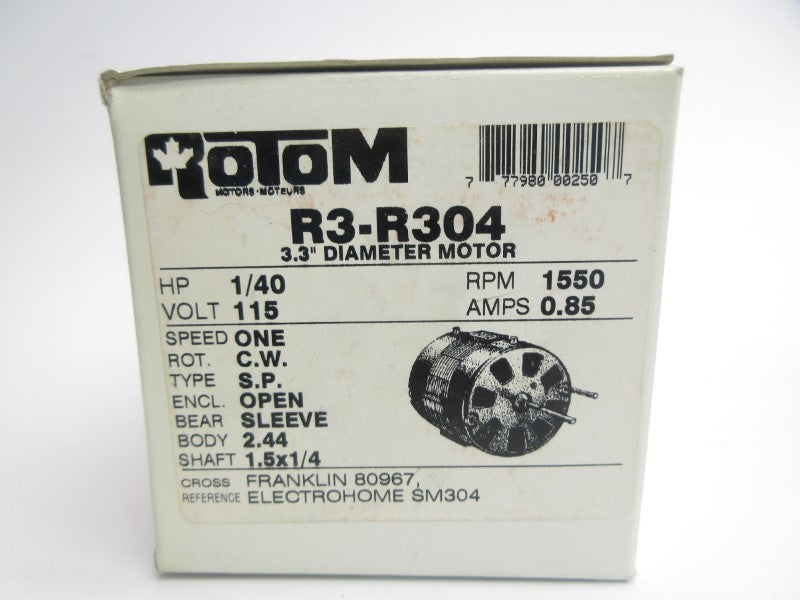 ROTOM
MOTORS-MOTEURS
7 77980 00250 7
R3-R304
3.3" DIAMETER MOTOR
HP 1/40 RPM 1550
VOLT 115 AMPS 0.85
SPEED ONE
ROT. C.W.
TYPE S.P.
ENCL. OPEN
BEAR SLEEVE
BODY 2.44
SHAFT 1.5x1/4
CROSS REFERENCE FRANKLIN 80967,
ELECTROHOME SM304